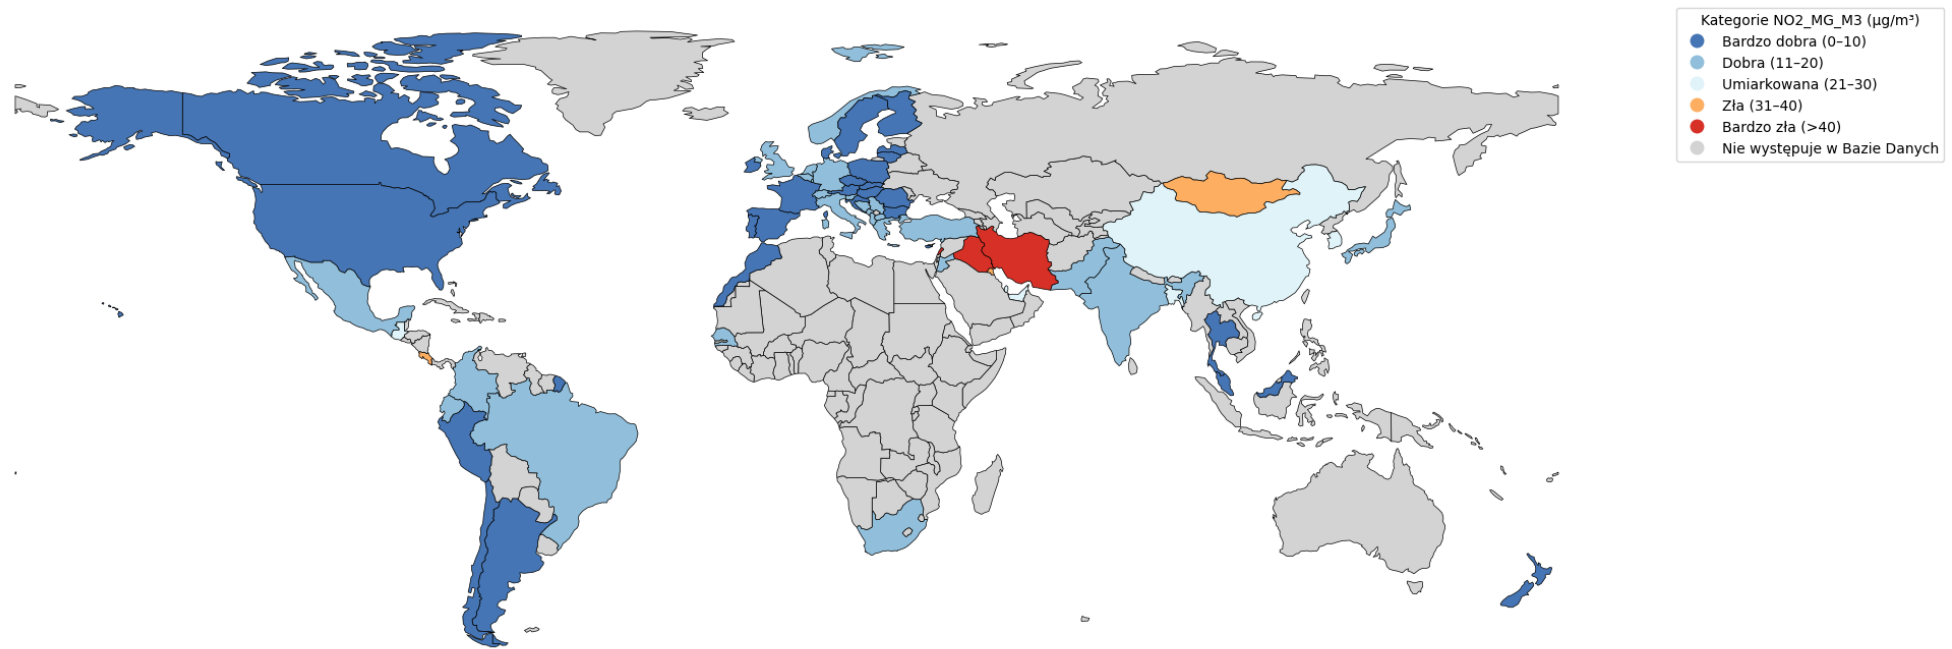 Kategorie NO2_MG_M3 (µg/m³)
Bardzo dobra (0–10)
Dobra (11–20)
Umiarkowana (21–30)
Zła (31–40)
Bardzo zła (>40)
Nie występuje w Bazie Danych